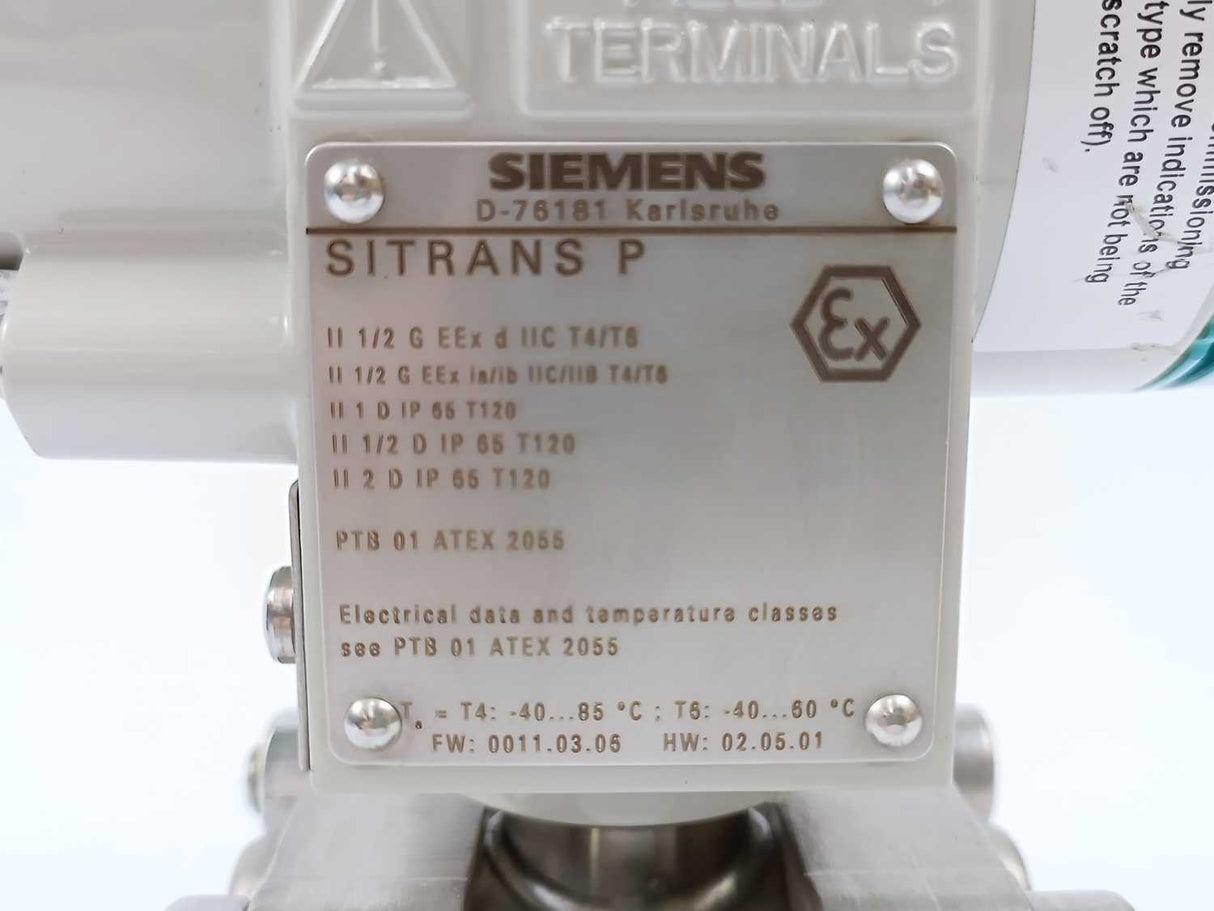 TERMINALS
SIEMENS
D-76181 Karlsruhe
SITRANS P
Ex
II 1/2 G EEx d IIC T4/T6
II 1/2 G EEx ia/ib IIC/IIB T4/T6
II 1 D IP 65 T120
II 1/2 D IP 65 T120
II 2 D IP 65 T120
PTB 01 ATEX 2055
Electrical data and temperature classes
see PTB 01 ATEX 2055
Ta = T4: -40...85 °C ; T6: -40...60 °C
FW: 0011.03.06 HW: 02.05.01
ly remove indications of the
type which are not being
scratch off).